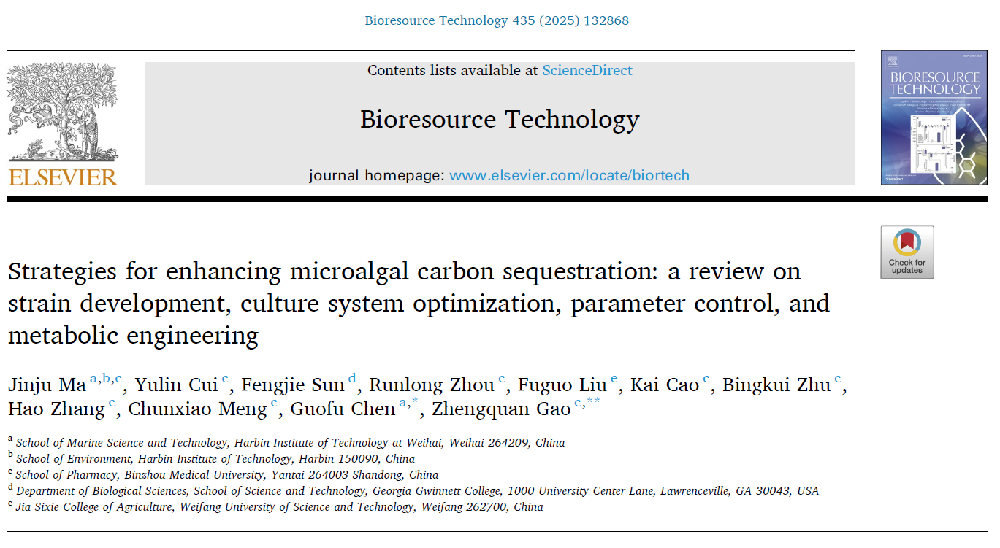 Bioresource Technology 435 (2025) 132868
NON SOLUS
ELSEVIER
Contents lists available at ScienceDirect
Bioresource Technology
journal homepage: www.elsevier.com/locate/biortech
BIORESOURCE
TECHNOLOGY
Check for
updates
Strategies for enhancing microalgal carbon sequestration: a review on
strain development, culture system optimization, parameter control, and
metabolic engineering
Jinju Ma a,b,c, Yulin Cui c, Fengjie Sun d, Runlong Zhou c, Fuguo Liu e, Kai Cao c, Bingkui Zhu c,
Hao Zhang c, Chunxiao Meng c, Guofu Chen a,*, Zhengquan Gao c,**
a School of Marine Science and Technology, Harbin Institute of Technology at Weihai, Weihai 264209, China
b School of Environment, Harbin Institute of Technology, Harbin 150090, China
c School of Pharmacy, Binzhou Medical University, Yantai 264003 Shandong, China
d Department of Biological Sciences, School of Science and Technology, Georgia Gwinnett College, 1000 University Center Lane, Lawrenceville, GA 30043, USA
e Jia Sixie College of Agriculture, Weifang University of Science and Technology, Weifang 262700, China